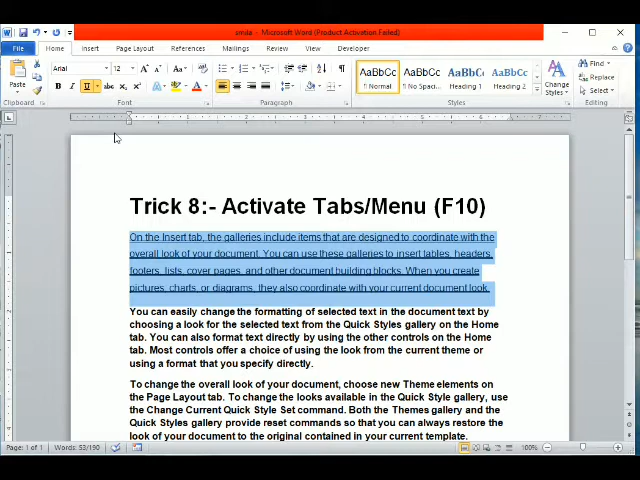 smila - Microsoft Word (Product Activation Failed)
File Home Insert Page Layout References Mailings Review View Developer
Paste
Arial 12
Clipboard Font Paragraph Styles Editing
AaBbCc AaBbCc AaBbC AaBbCc
¶ Normal ¶ No Spaci... Heading 1 Heading 2
Change Styles
Find
Replace
Select
Trick 8:- Activate Tabs/Menu (F10)
On the Insert tab, the galleries include items that are designed to coordinate with the
overall look of your document. You can use these galleries to insert tables, headers,
footers, lists, cover pages, and other document building blocks. When you create
pictures, charts, or diagrams, they also coordinate with your current document look.
You can easily change the formatting of selected text in the document text by
choosing a look for the selected text from the Quick Styles gallery on the Home
tab. You can also format text directly by using the other controls on the Home
tab. Most controls offer a choice of using the look from the current theme or
using a format that you specify directly.
To change the overall look of your document, choose new Theme elements on
the Page Layout tab. To change the looks available in the Quick Style gallery, use
the Change Current Quick Style Set command. Both the Themes gallery and the
Quick Styles gallery provide reset commands so that you can always restore the
look of your document to the original contained in your current template.
Page: 1 of 1 Words: 53/190 100%